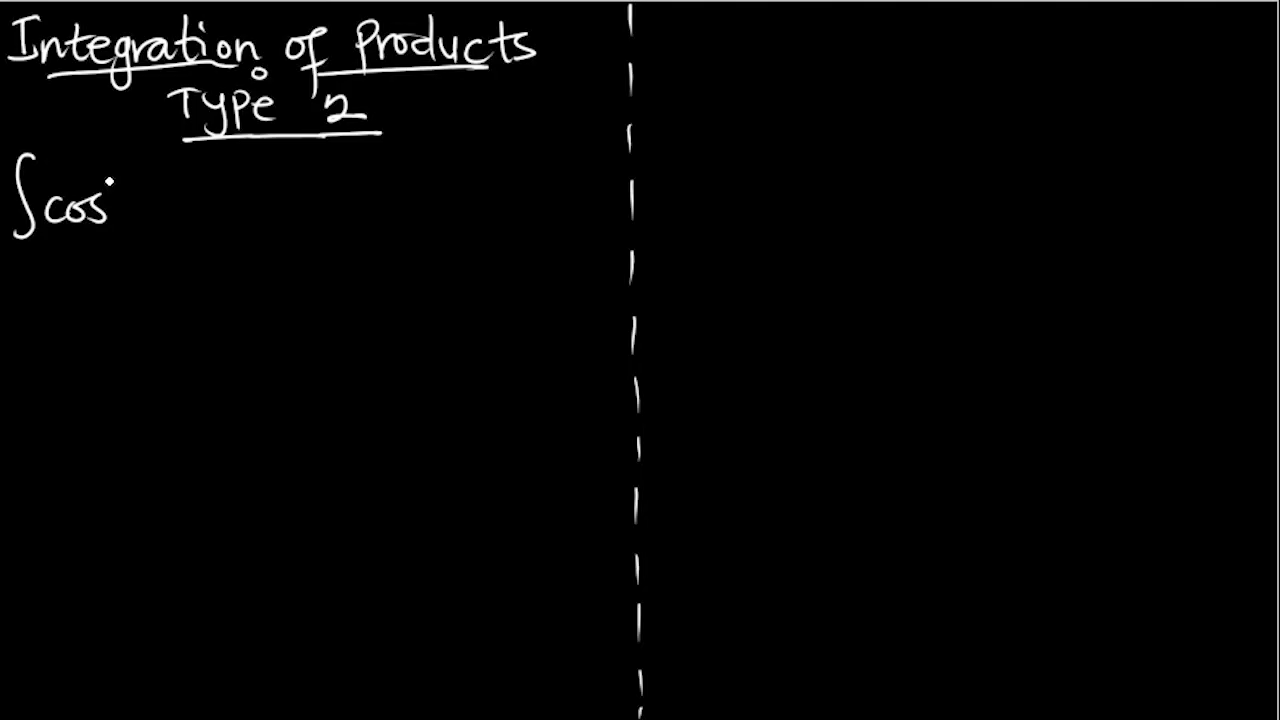 Integration of Products
Type 2
∫cos